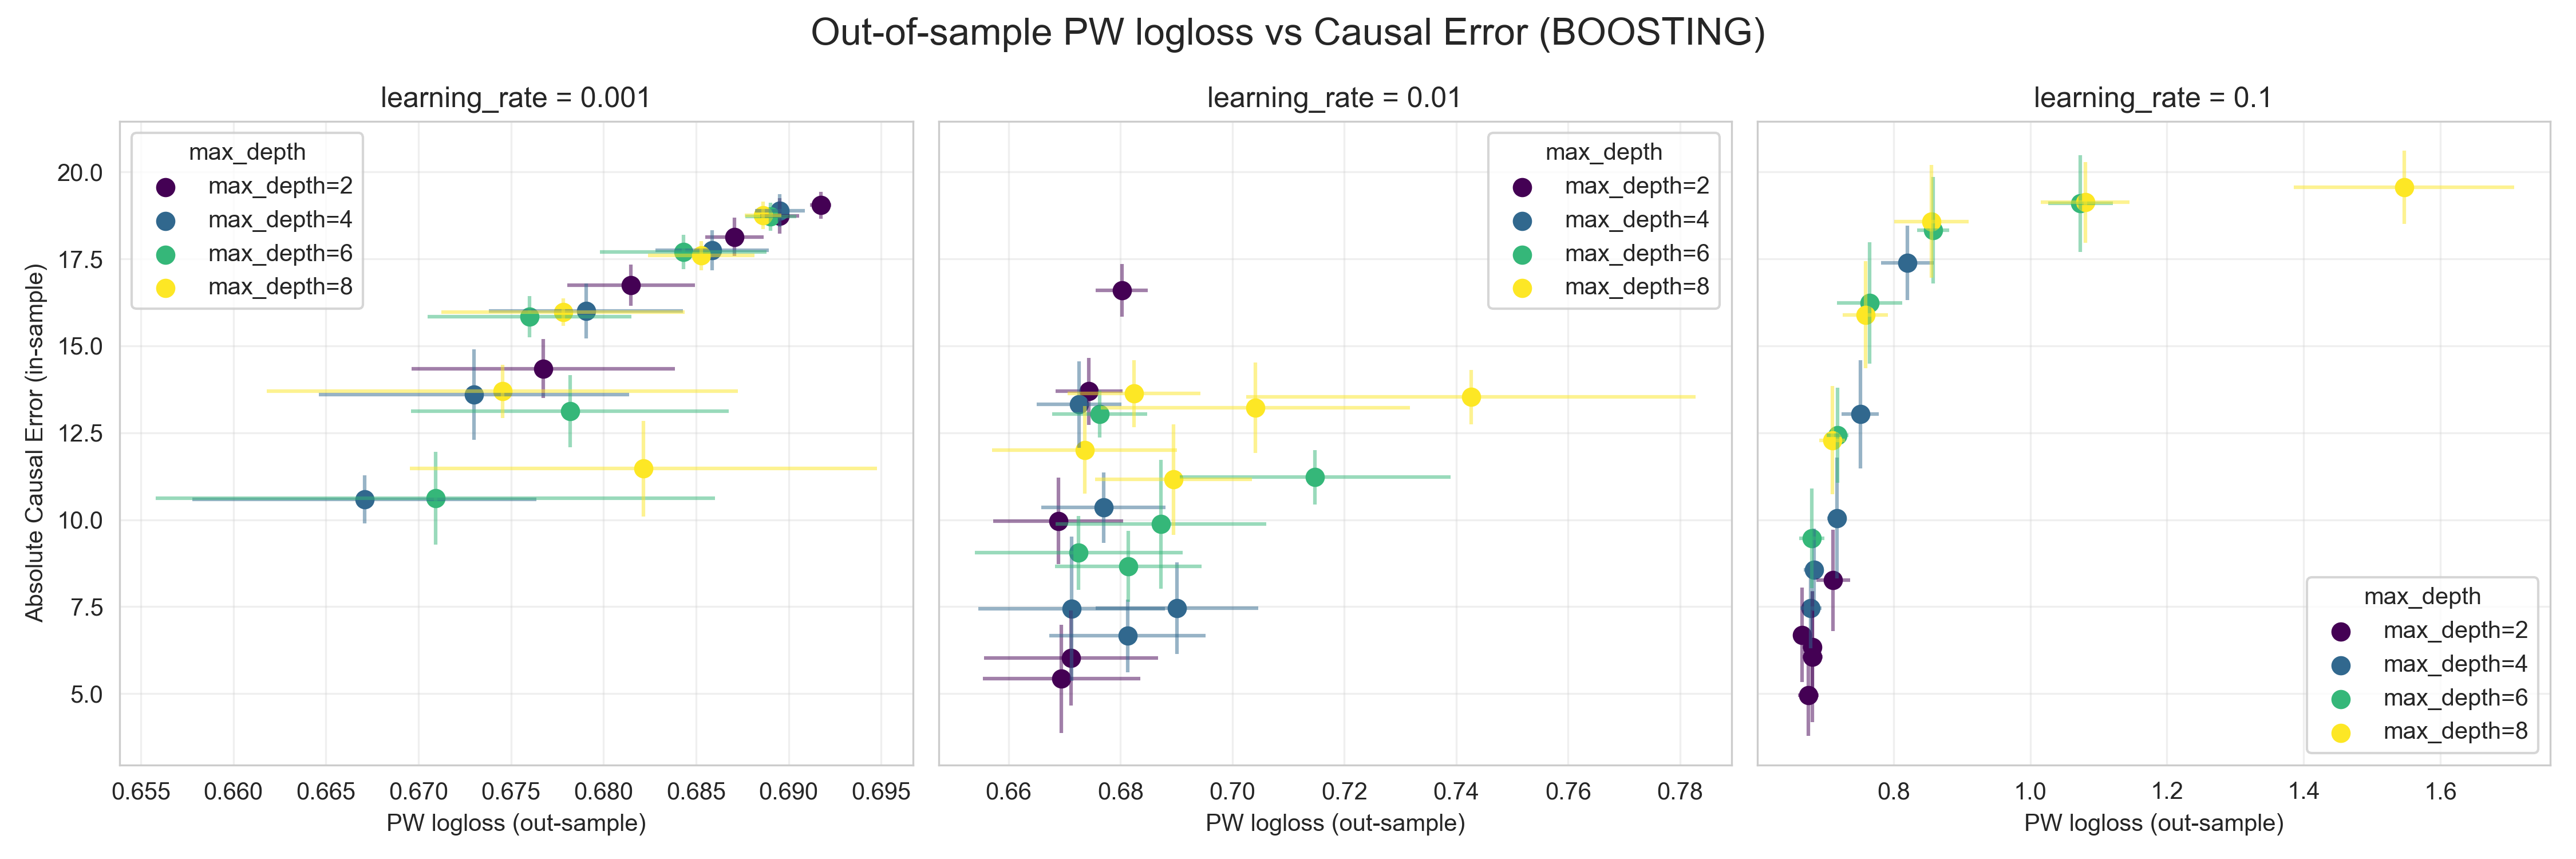 Out-of-sample PW logloss vs Causal Error (BOOSTING)
learning_rate = 0.001
learning_rate = 0.01
learning_rate = 0.1
max_depth
max_depth=2
max_depth=4
max_depth=6
max_depth=8
max_depth
max_depth=2
max_depth=4
max_depth=6
max_depth=8
max_depth
max_depth=2
max_depth=4
max_depth=6
max_depth=8
Absolute Causal Error (in-sample)
20.0
17.5
15.0
12.5
10.0
7.5
5.0
0.655 0.660 0.665 0.670 0.675 0.680 0.685 0.690 0.695
0.66 0.68 0.70 0.72 0.74 0.76 0.78
0.8 1.0 1.2 1.4 1.6
PW logloss (out-sample)
PW logloss (out-sample)
PW logloss (out-sample)